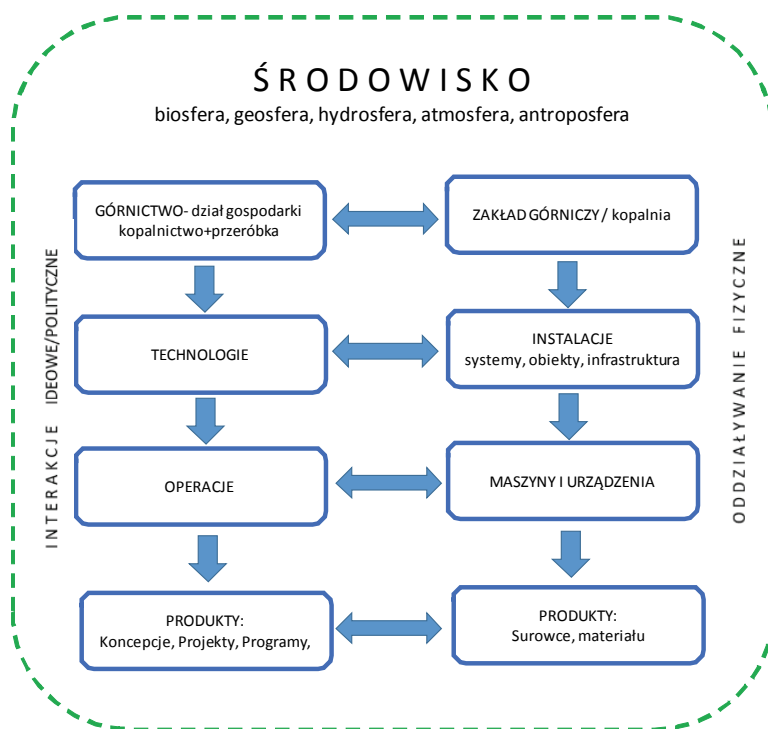 ŚRODOWISKO
biosfera, geosfera, hydrosfera, atmosfera, antroposfera
GÓRNICTWO- dział gospodarki
kopalnictwo+przeróbka
ZAKŁAD GÓRNICZY / kopalnia
TECHNOLOGIE
INSTALACJE
systemy, obiekty, infrastruktura
OPERACJE
MASZYNY I URZĄDZENIA
PRODUKTY:
Koncepcje, Projekty, Programy,
PRODUKTY:
Surowce, materiału
INTERAKCJE IDEOWE/POLITYCZNE
ODDZIAŁYWANIE FIZYCZNE